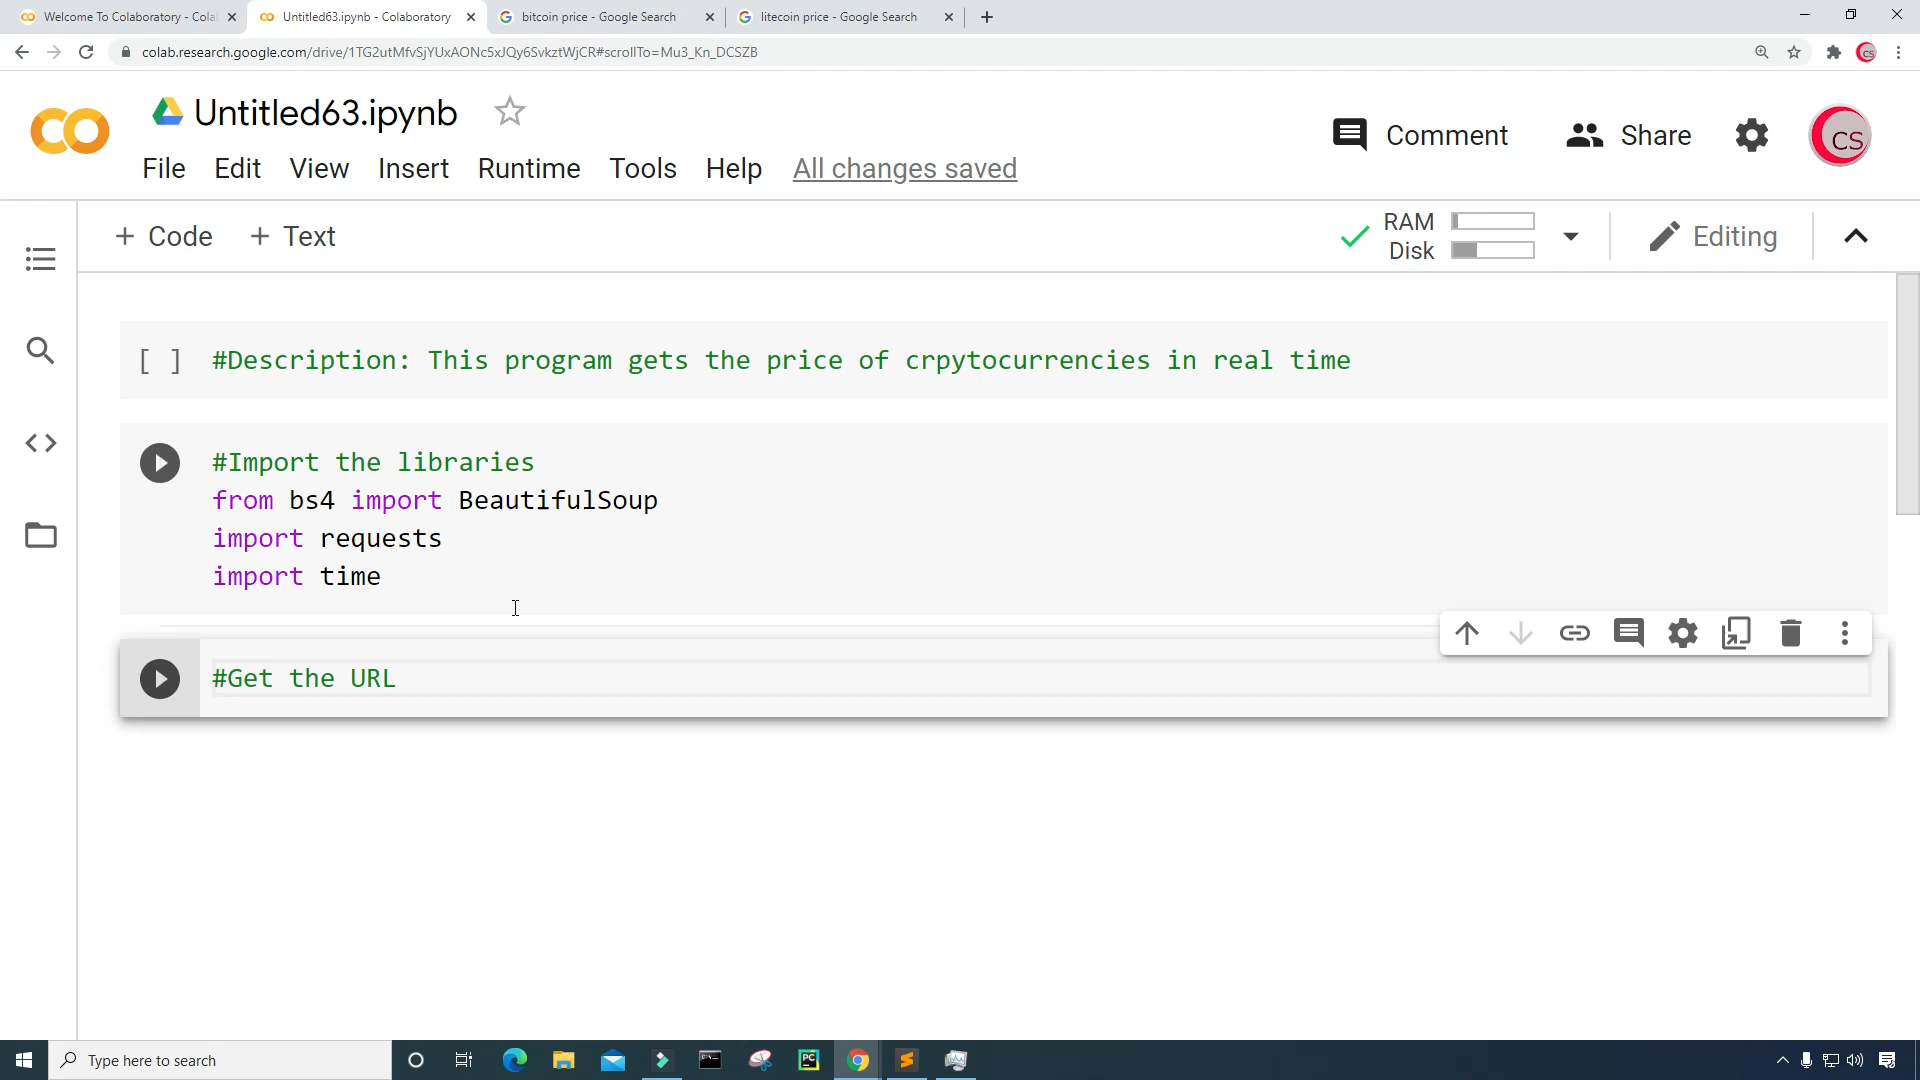 Welcome To Colaboratory - Cola
Untitled63.ipynb - Colaboratory
bitcoin price - Google Search
litecoin price - Google Search
colab.research.google.com/drive/1TG2utMfvSjYUxAONc5xJQy6SvkztWjCR#scrollTo=Mu3_Kn_DCSZB
CS
Untitled63.ipynb
Comment
Share
CS
File Edit View Insert Runtime Tools Help All changes saved
+ Code + Text
RAM
Disk
Editing
[ ] #Description: This program gets the price of crpytocurrencies in real time
#Import the libraries
from bs4 import BeautifulSoup
import requests
import time
#Get the URL
Type here to search
PC